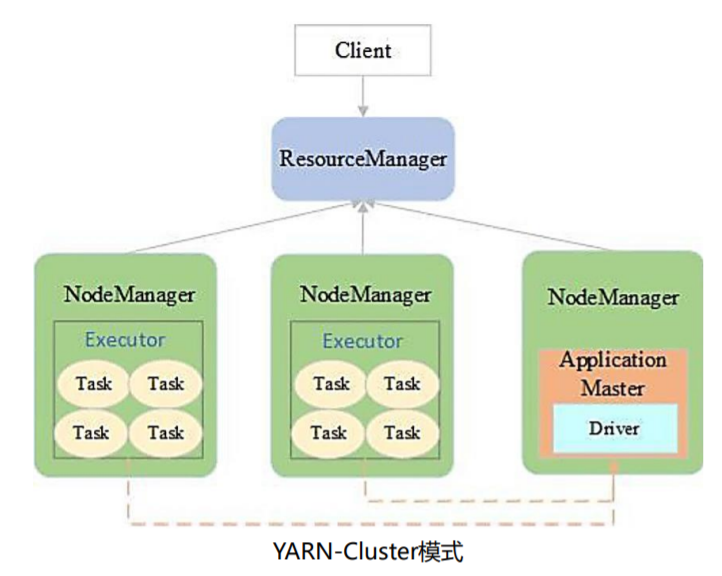 Client
ResourceManager
NodeManager
Executor
Task Task
Task Task
NodeManager
Executor
Task Task
Task Task
NodeManager
Application
Master
Driver
YARN-Cluster模式